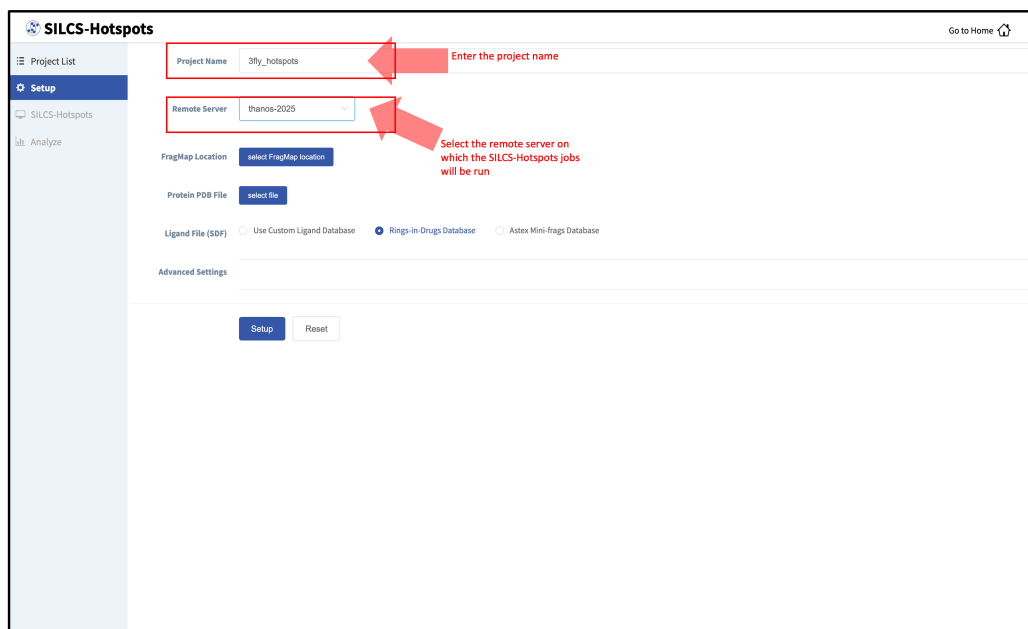 SILCS-Hotspots
Go to Home
Project List
Setup
SILCS-Hotspots
Analyze
Project Name 3fly_hotspots
Enter the project name
Remote Server thanos-2025
Select the remote server on
which the SILCS-Hotspots jobs
will be run
FragMap Location select FragMap location
Protein PDB File select file
Ligand File (SDF) Use Custom Ligand Database Rings-in-Drugs Database Astex Mini-frags Database
Advanced Settings
Setup Reset